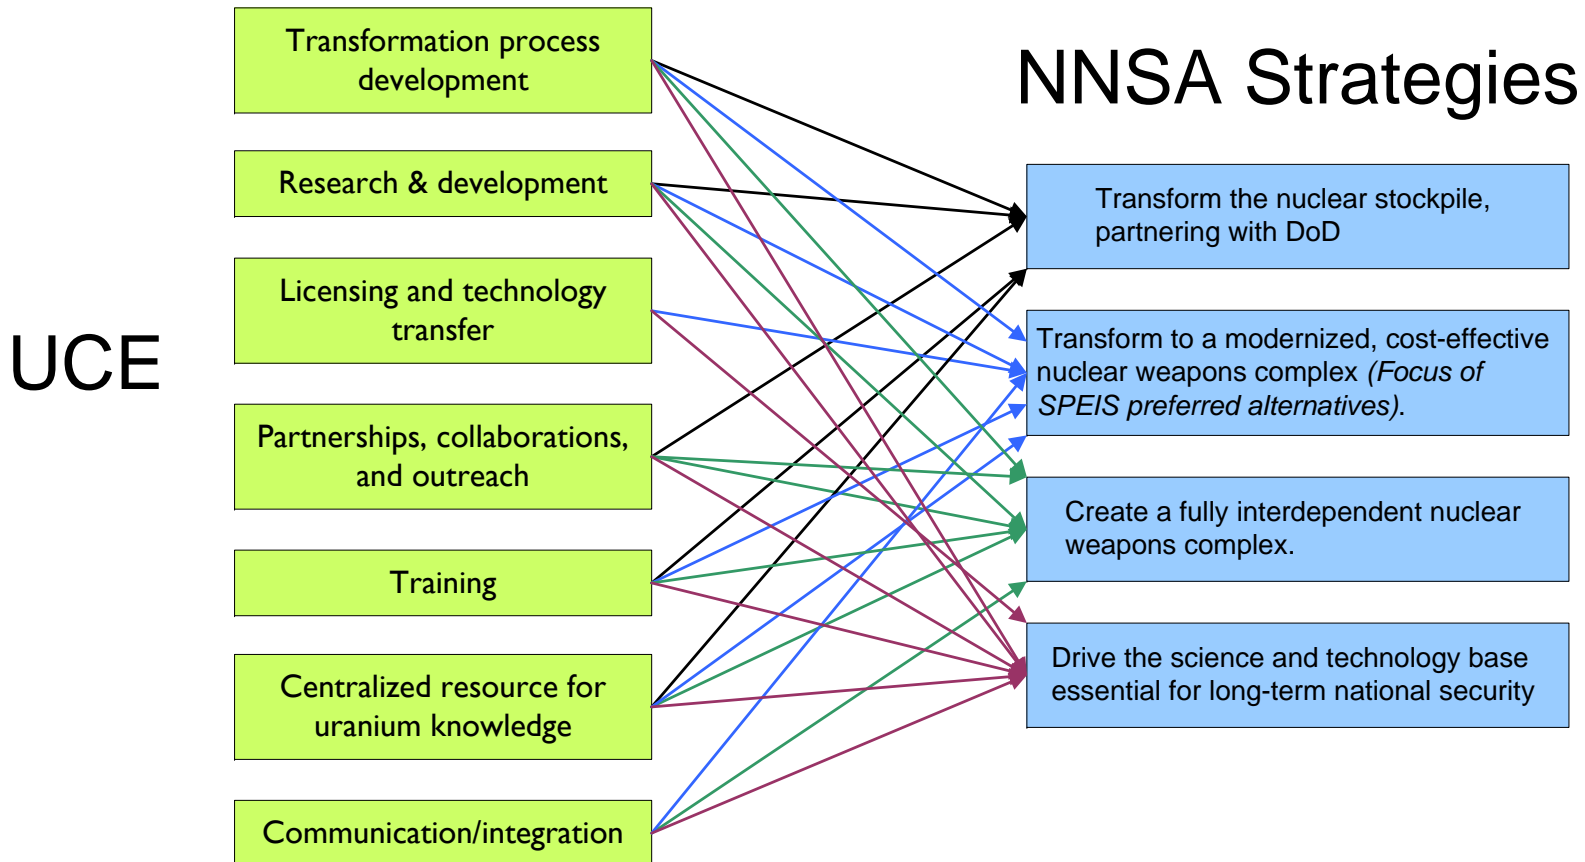 UCE
Transformation process
development
Research & development
Licensing and technology
transfer
Partnerships, collaborations,
and outreach
Training
Centralized resource for
uranium knowledge
Communication/integration
NNSA Strategies
Transform the nuclear stockpile,
partnering with DoD
Transform to a modernized, cost-effective
nuclear weapons complex (Focus of
SPEIS preferred alternatives).
Create a fully interdependent nuclear
weapons complex.
Drive the science and technology base
essential for long-term national security